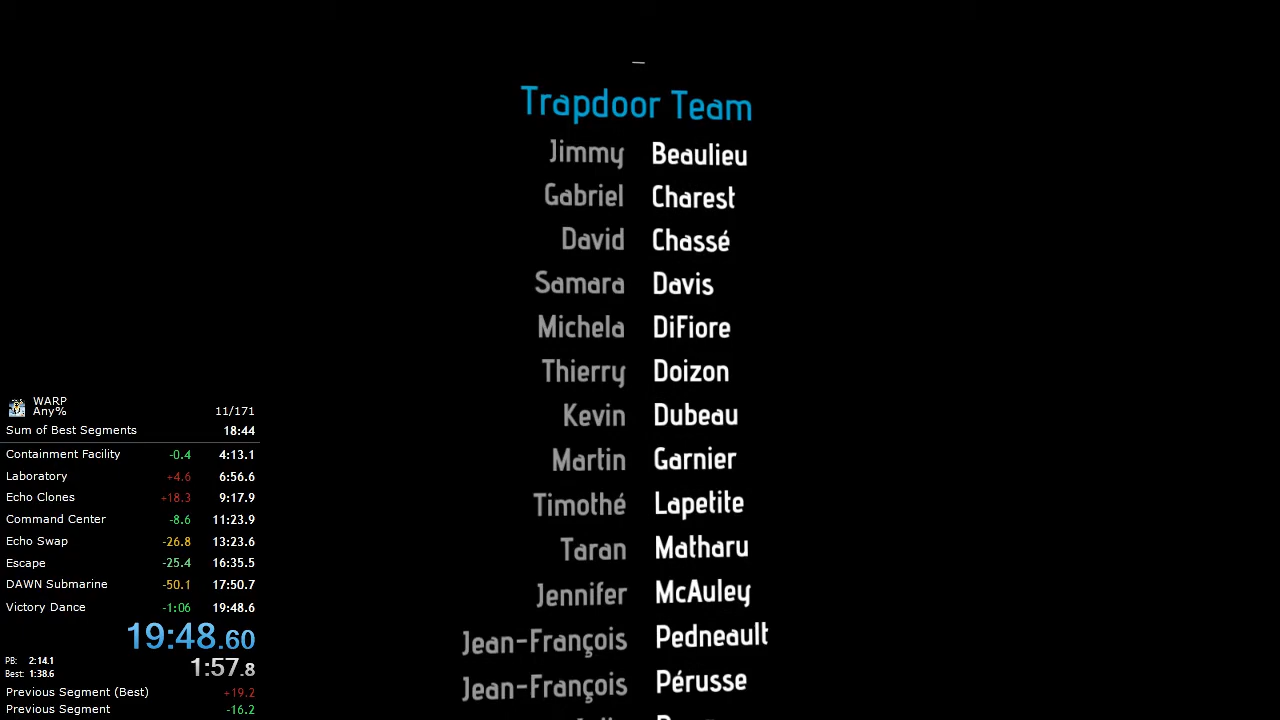 Trapdoor Team
Jimmy Beaulieu
Gabriel Charest
David Chassé
Samara Davis
Michela DiFiore
Thierry Doizon
Kevin Dubeau
Martin Garnier
Timothé Lapetite
Taran Matharu
Jennifer McAuley
Jean-François Pedneault
Jean-François Pérusse
WARP
Any% 11/171
Sum of Best Segments 18:44
Containment Facility -0.4 4:13.1
Laboratory +4.6 6:56.6
Echo Clones +18.3 9:17.9
Command Center -8.6 11:23.9
Echo Swap -26.8 13:23.6
Escape -25.4 16:35.5
DAWN Submarine -50.1 17:50.7
Victory Dance -1:06 19:48.6
19:48.60
PB: 2:14.1
Best: 1:38.6
1:57.8
Previous Segment (Best) +19.2
Previous Segment -16.2